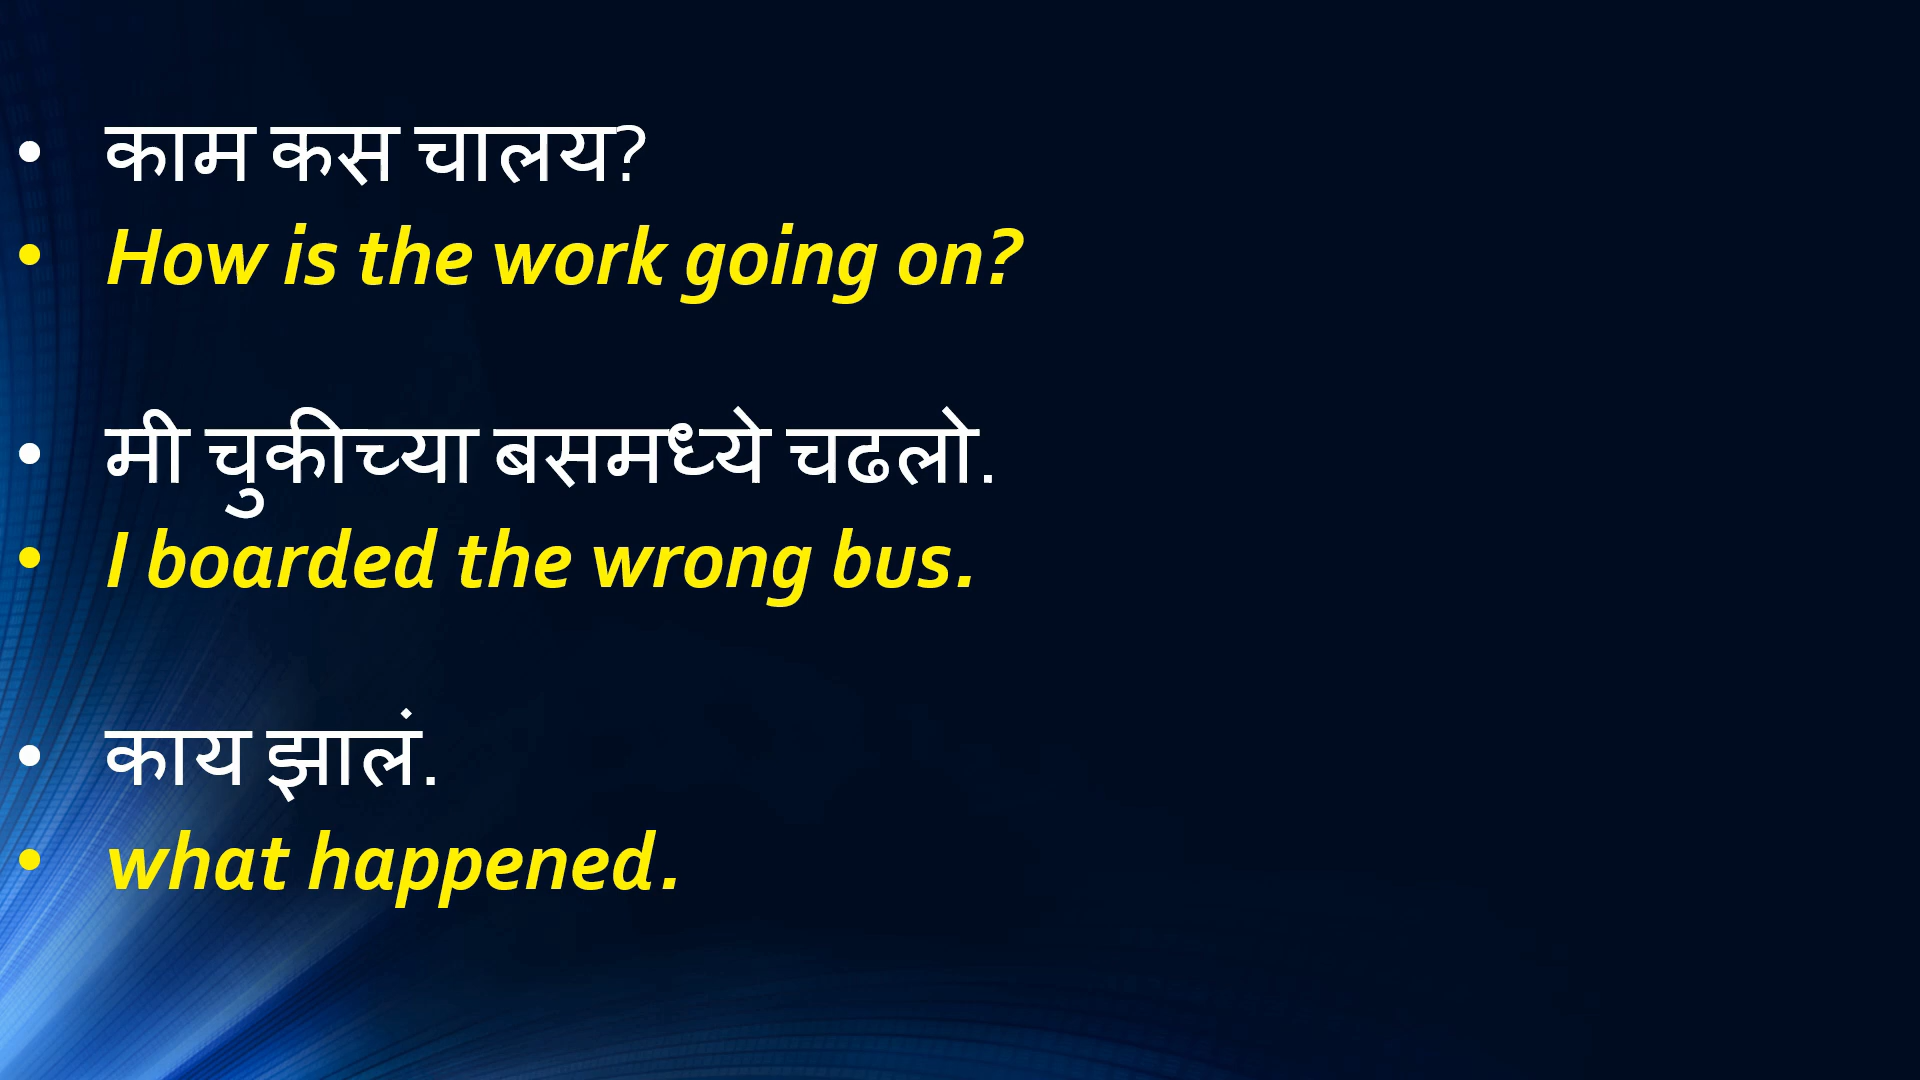 • काम कस चालय?
• How is the work going on?
• मी चुकीच्या बसमध्ये चढलो.
• I boarded the wrong bus.
• काय झालं.
• what happened.